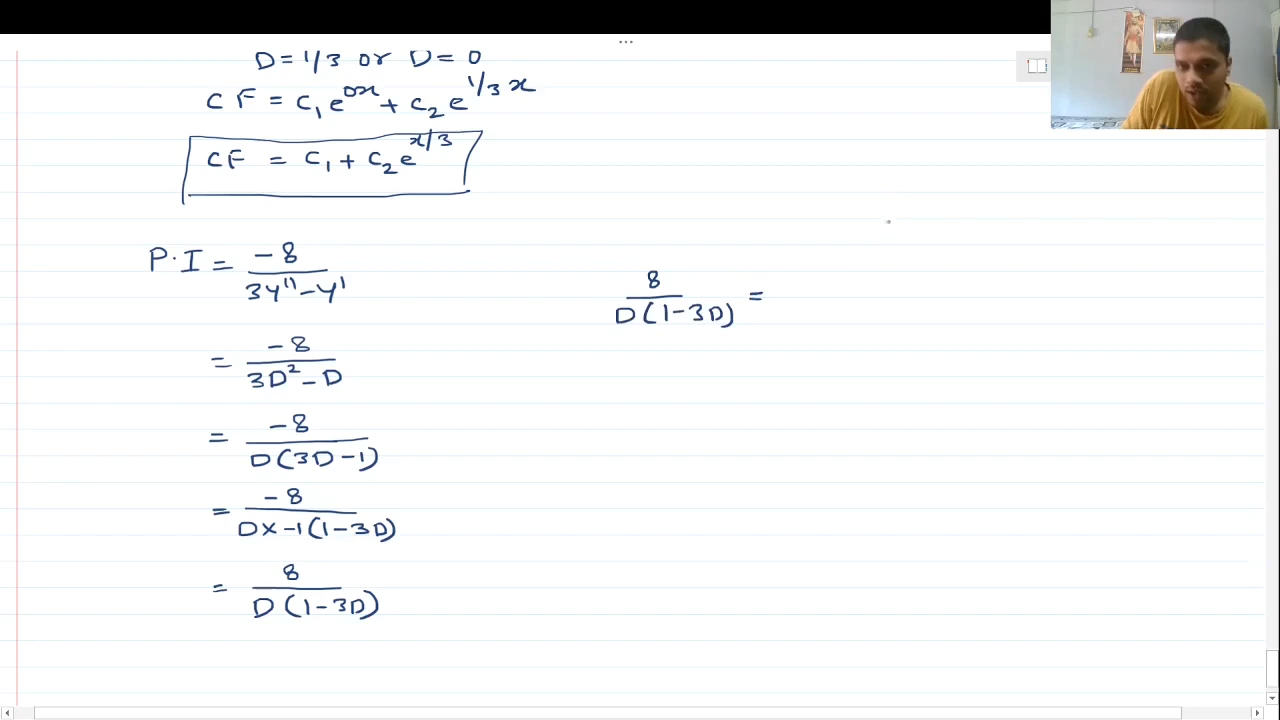 D = 1/3 or D = 0
CF = C₁e^0x + C₂e^1/3 x
CF = C₁ + C₂e^x/3
P.I = -8 / 3y'' - y'
= -8 / 3D² - D
= -8 / D(3D - 1)
= -8 / D × -1(1 - 3D)
= 8 / D(1 - 3D)
8 / D(1 - 3D) =